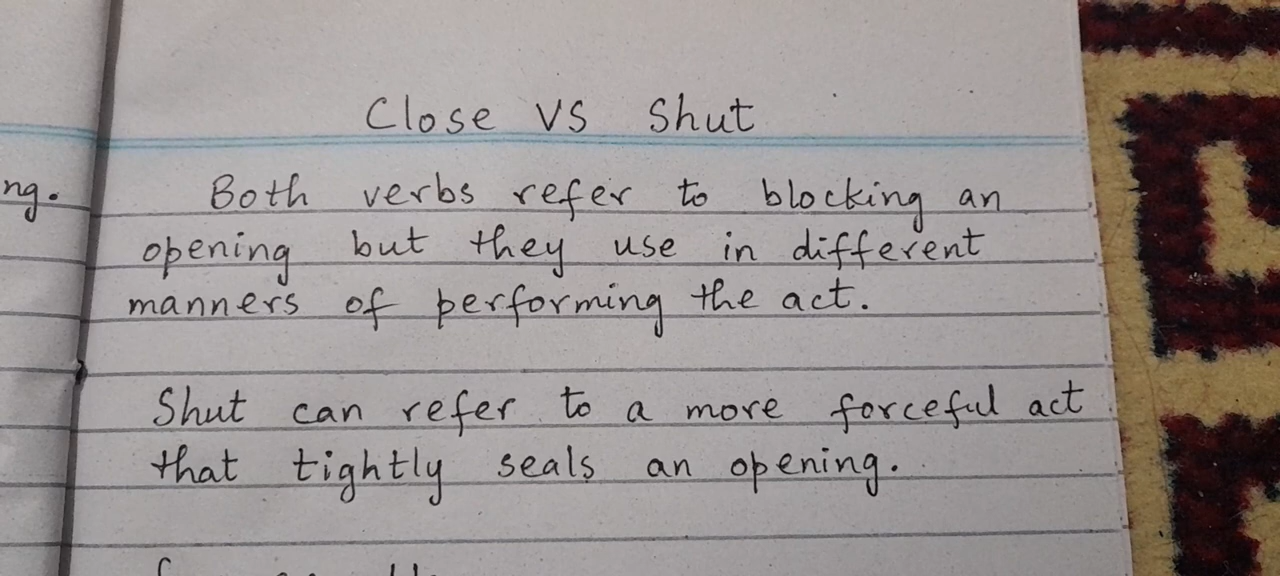 Close VS Shut
ng.
Both verbs refer to blocking an
opening but they use in different
manners of performing the act.
Shut can refer to a more forceful act
that tightly seals an opening.